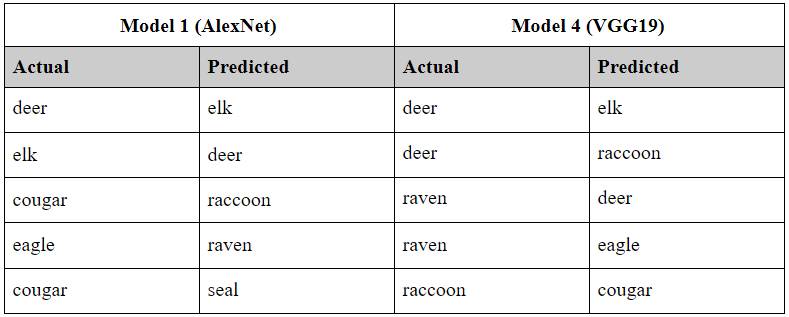 Model 1 (AlexNet) Model 4 (VGG19)
Actual Predicted Actual Predicted
deer elk deer elk
elk deer deer raccoon
cougar raccoon raven deer
eagle raven raven eagle
cougar seal raccoon cougar